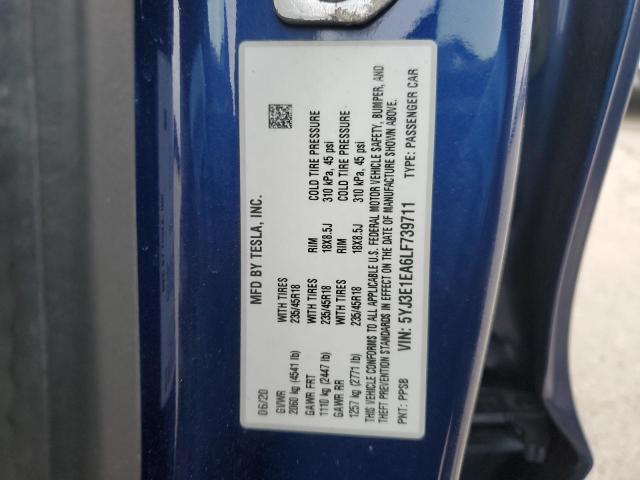 MFD BY TESLA, INC.
06/20
GVWR WITH TIRES RIM COLD TIRE PRESSURE
2060 kg (4541 lb) 235/45R18 18X8.5J 310 kPa, 45 psi
GAWR FRT WITH TIRES RIM COLD TIRE PRESSURE
1110 kg (2447 lb) 235/45R18 18X8.5J 310 kPa, 45 psi
GAWR RR WITH TIRES
1257 kg (2771 lb) 235/45R18
THIS VEHICLE CONFORMS TO ALL U.S. FEDERAL MOTOR VEHICLE SAFETY, BUMPER, AND
THEFT PREVENTION STANDARDS IN EFFECT ON THE DATE OF MANUFACTURE SHOWN ABOVE.
VIN: 5YJ3E1EA6LF739711
PNT: PPSB TYPE: PASSENGER CAR